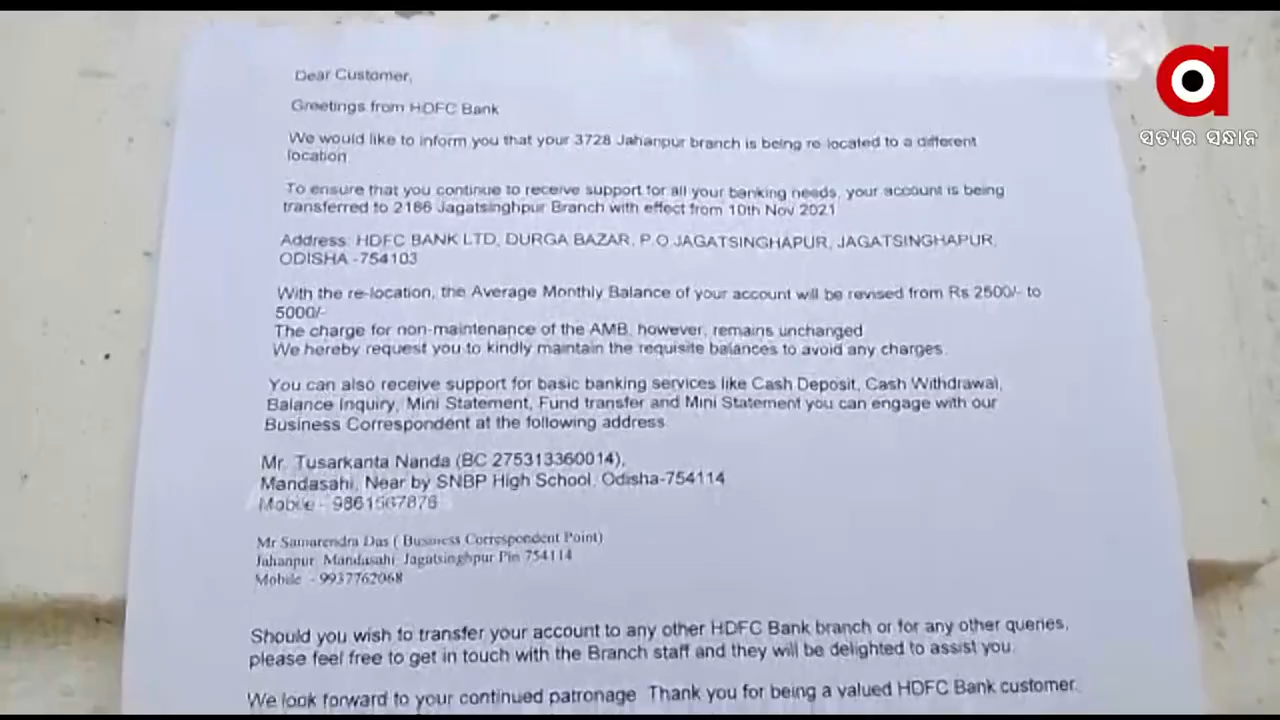 Dear Customer,
Greetings from HDFC Bank
We would like to inform you that your 3728 Jahanpur branch is being re located to a different
location
To ensure that you continue to receive support for all your banking needs, your account is being
transferred to 2186 Jagatsinghpur Branch with effect from 10th Nov 2021
Address: HDFC BANK LTD, DURGA BAZAR, P.O JAGATSINGHAPUR, JAGATSINGHAPUR,
ODISHA -754103
With the re-location, the Average Monthly Balance of your account will be revised from Rs 2500/- to
5000/-
The charge for non-maintenance of the AMB, however, remains unchanged
We hereby request you to kindly maintain the requisite balances to avoid any charges.
You can also receive support for basic banking services like Cash Deposit, Cash Withdrawal,
Balance Inquiry, Mini Statement, Fund transfer and Mini Statement you can engage with our
Business Correspondent at the following address
Mr. Tusarkanta Nanda (BC 275313360014),
Mandasahi, Near by SNBP High School, Odisha-754114
Mobile -
Mr Samarendra Das ( Business Correspondent Point)
Jahanpur Mandasahi Jagatsinghpur Pin 754114
Mobile - 9937762068
Should you wish to transfer your account to any other HDFC Bank branch or for any other queries,
please feel free to get in touch with the Branch staff and they will be delighted to assist you.
We look forward to your continued patronage Thank you for being a valued HDFC Bank customer.
a
ସତ୍ୟର ସନ୍ଧାନ